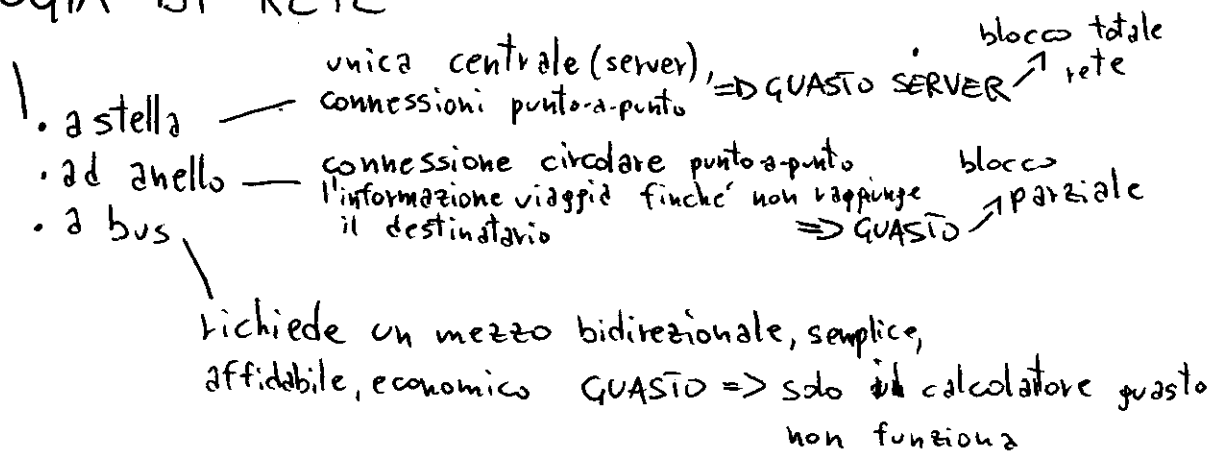 DI RETE
• a stella — unica centrale (server), => GUASTO SERVER ↗ blocco totale rete
connessioni punto-a-punto
• ad anello — connessione circolare punto-a-punto
l'informazione viaggia finché non raggiunge
il destinatario => GUASTO ↗ blocco parziale
• a bus
richiede un mezzo bidirezionale, semplice,
affidabile, economico GUASTO => solo il calcolatore guasto
non funziona